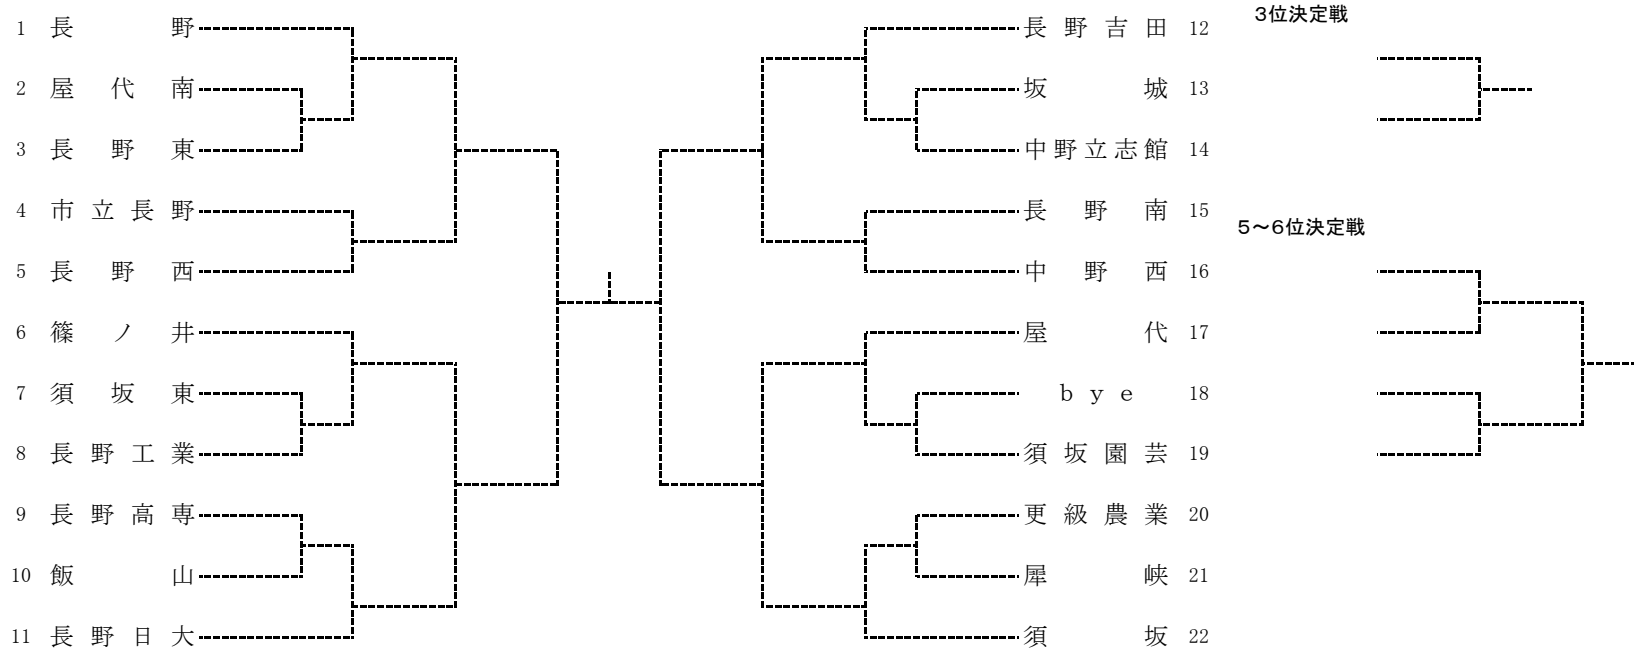 1 長野
2 屋代南
3 長野東
4 市立長野
5 長野西
6 篠ノ井
7 須坂東
8 長野工業
9 長野高専
10 飯山
11 長野日大
長野吉田 12
坂城 13
中野立志館 14
長野南 15
中野西 16
屋代 17
bye 18
須坂園芸 19
更級農業 20
犀峡 21
須坂 22
3位決定戦
5～6位決定戦